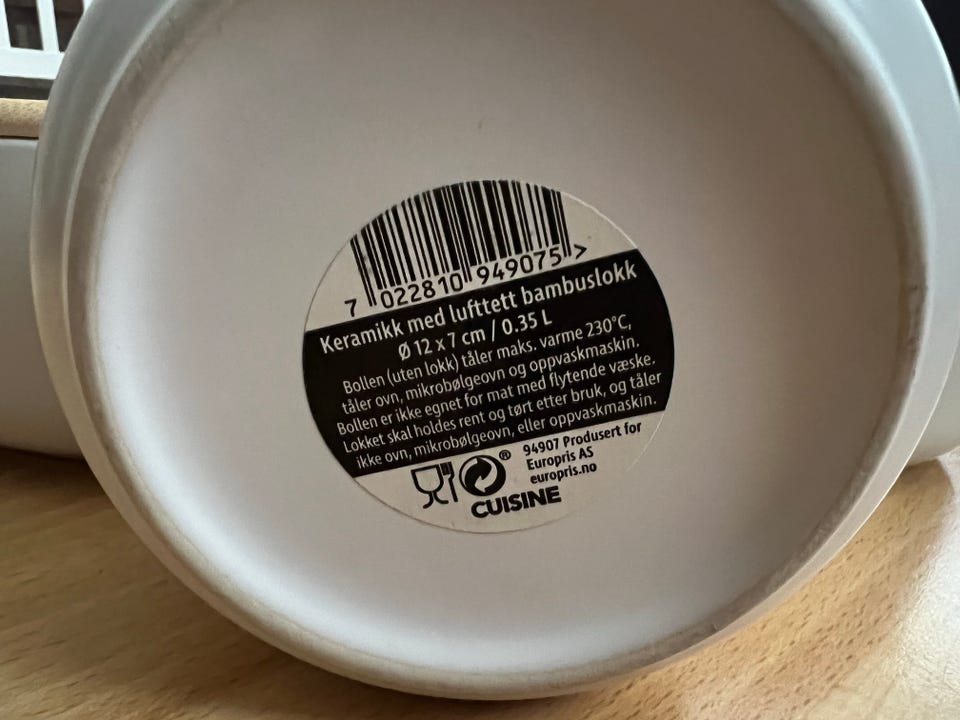 7 022810 949075 >
Keramikk med lufttett bambuslokk
Ø 12 x 7 cm / 0.35 L
Bollen (uten lokk) tåler maks. varme 230°C,
tåler ovn, mikrobølgeovn og oppvaskmaskin.
Bollen er ikke egnet for mat med flytende væske.
Lokket skal holdes rent og tørt etter bruk, og tåler
ikke ovn, mikrobølgeovn, eller oppvaskmaskin.
®
94907 Produsert for
Europris AS
europris.no
CUISINE